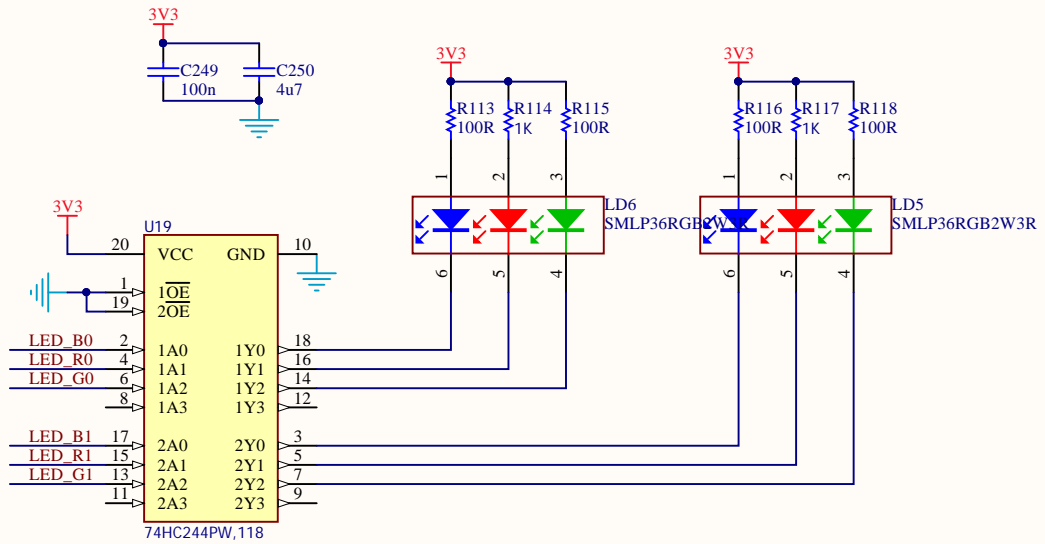 3V3
C249
100n
C250
4u7
3V3
R113
100R
R114
1K
R115
100R
3V3
R116
100R
R117
1K
R118
100R
1
2
3
LD6
SMLP36RGB2W3R
6
5
4
1
2
3
LD5
SMLP36RGB2W3R
6
5
4
3V3
U19
20
VCC
GND
10
1
1OE
19
2OE
LED_B0
2
1A0
1Y0
18
LED_R0
4
1A1
1Y1
16
LED_G0
6
1A2
1Y2
14
8
1A3
1Y3
12
LED_B1
17
2A0
2Y0
3
LED_R1
15
2A1
2Y1
5
LED_G1
13
2A2
2Y2
7
11
2A3
2Y3
9
74HC244PW,118